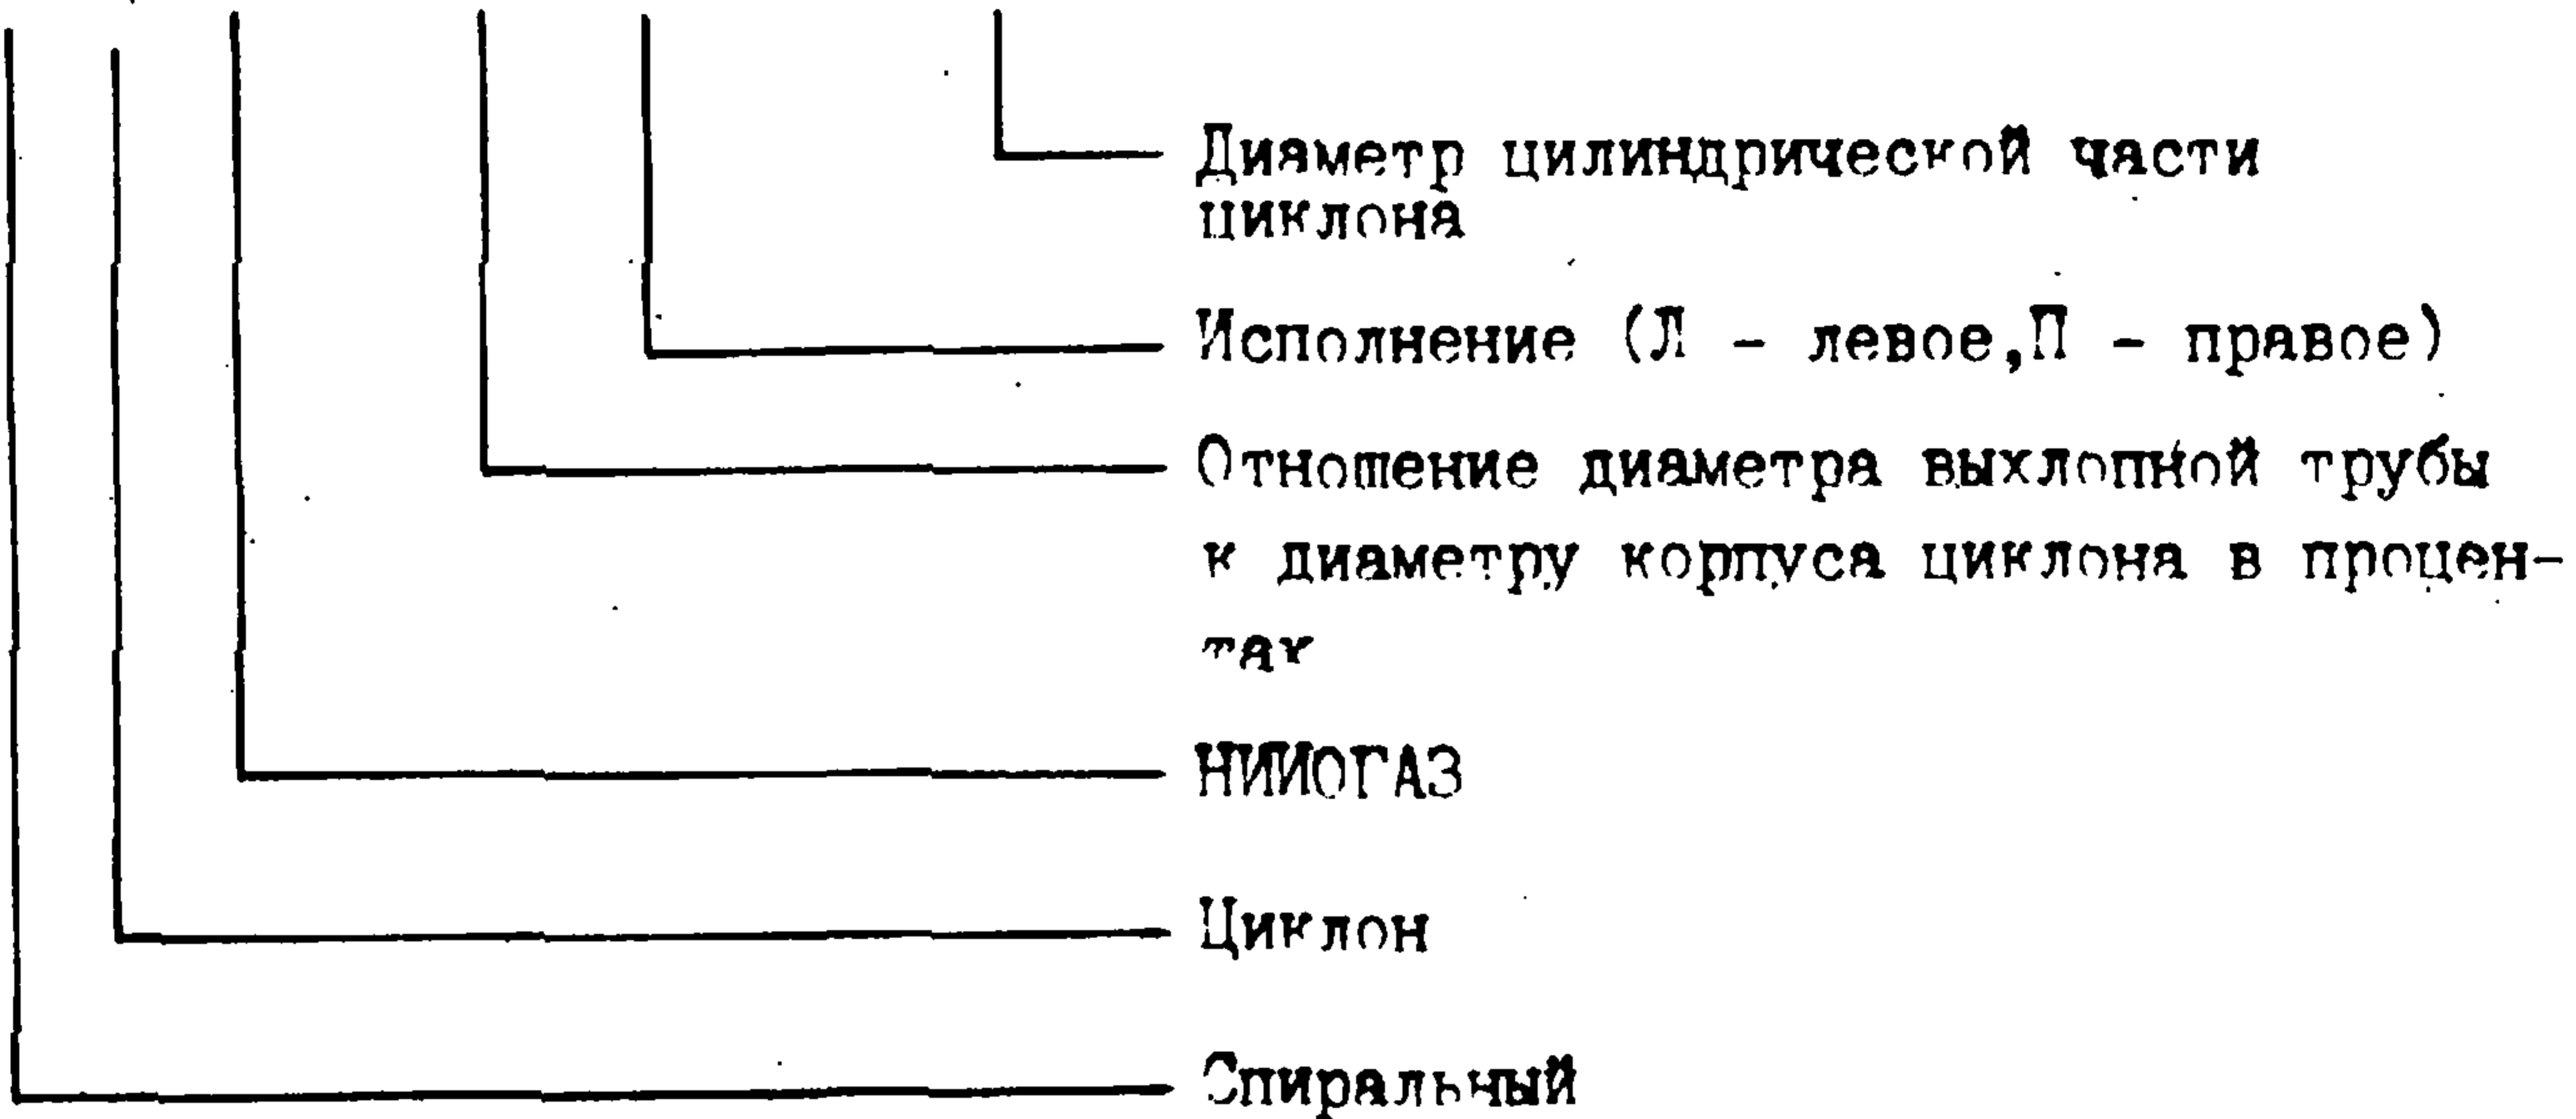 Диаметр цилиндрической части
циклона
Исполнение (Л - левое,П - правое)
Отношение диаметра выхлопной трубы
к диаметру корпуса циклона в процен-
тах
НИИОГАЗ
Циклон
Спиральный